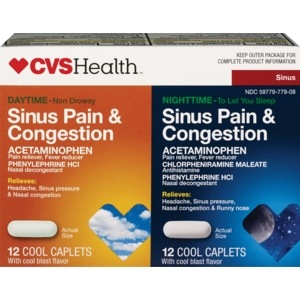 KEEP OUTER PACKAGE FOR
COMPLETE PRODUCT INFORMATION
CVSHealth
Sinus
NDC 59779-779-08
DAYTIME-Non Drowsy
Sinus Pain &
Congestion
ACETAMINOPHEN
Pain reliever, Fever reducer
PHENYLEPHRINE HCl
Nasal decongestant
Relieves:
Headache, Sinus pressure
& Nasal congestion
Actual
Size
12 COOL CAPLETS
With cool blast flavor
NIGHTTIME-To Let You Sleep
Sinus Pain &
Congestion
ACETAMINOPHEN
Pain reliever, Fever reducer
CHLORPHENIRAMINE MALEATE
Antihistamine
PHENYLEPHRINE HCl
Nasal decongestant
Relieves:
Headache, Sinus pressure,
Nasal congestion & Runny nose
Actual
Size
12 COOL CAPLETS
With cool blast flavor